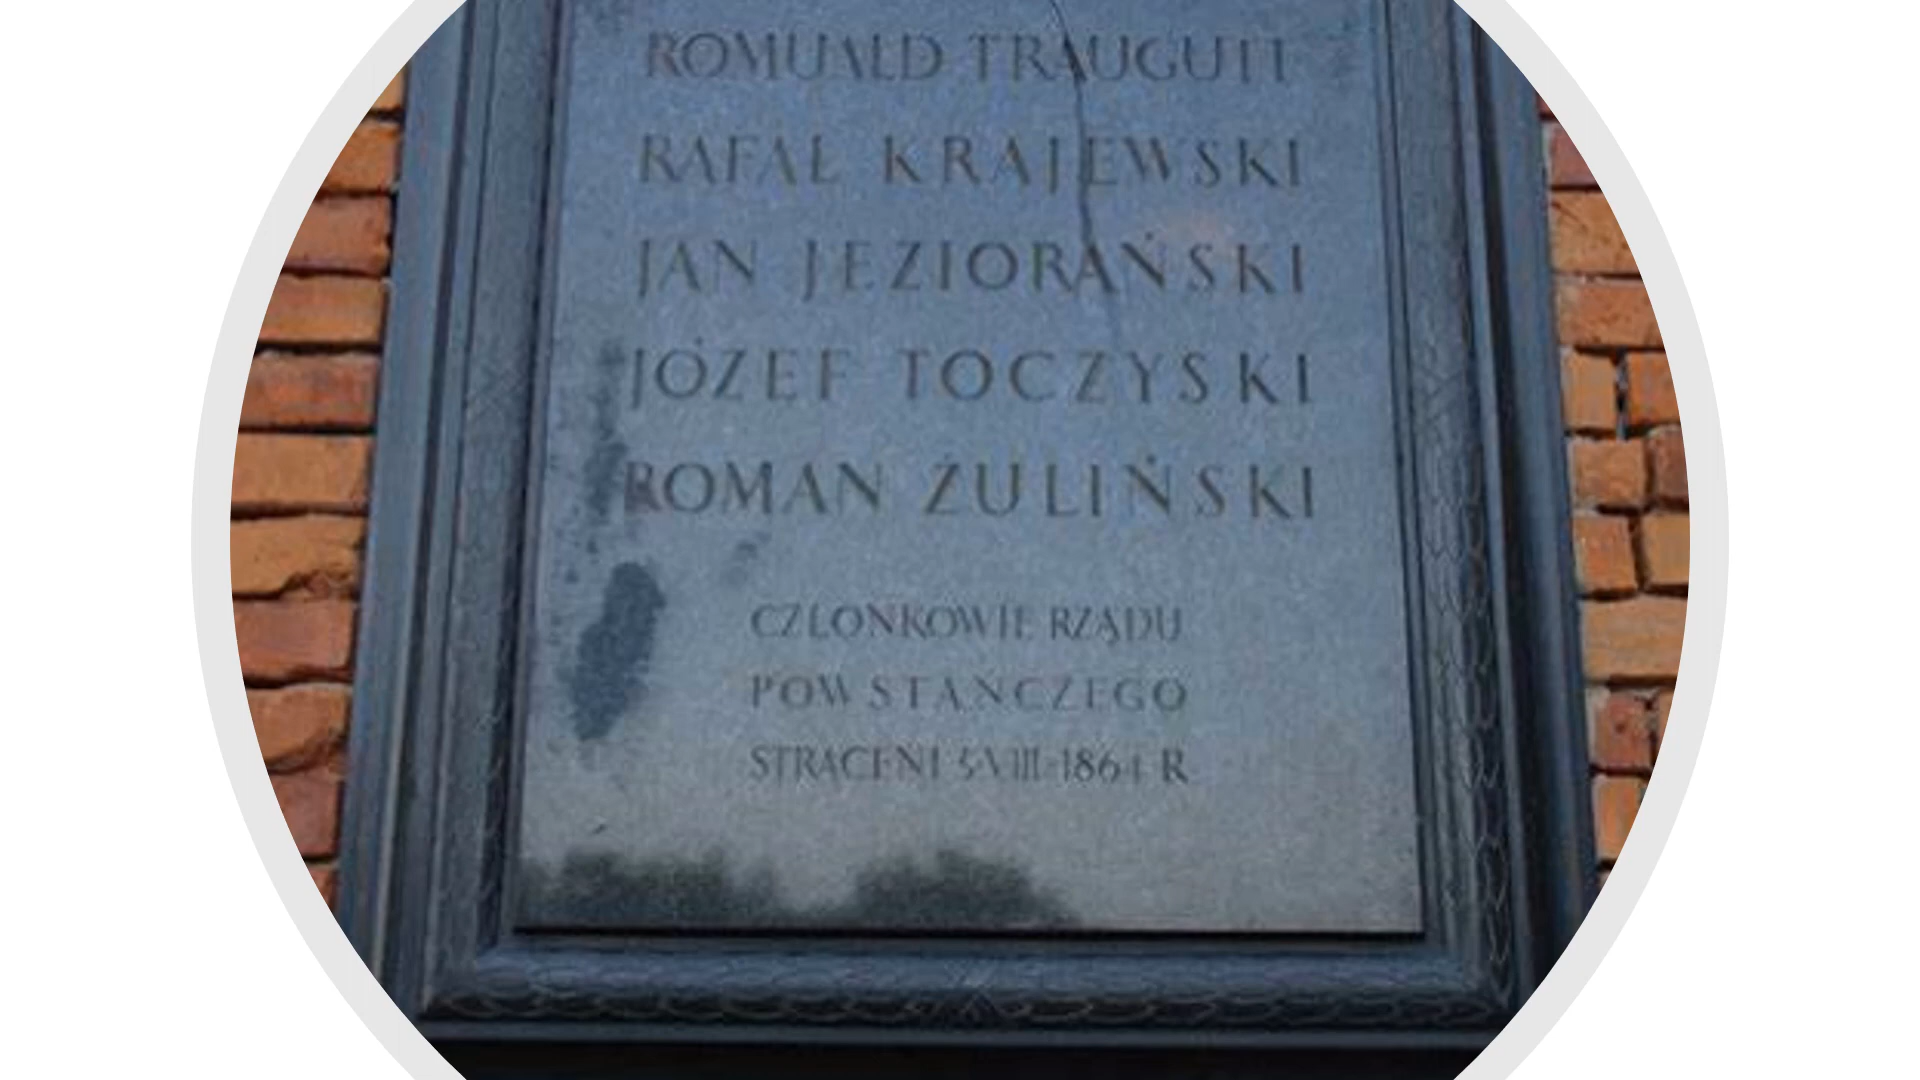 ROMUALD TRAUGUTT
RAFAŁ KRAJEWSKI
JAN JEZIORAŃSKI
JÓZEF TOCZYSKI
ROMAN ŻULIŃSKI
CZŁONKOWIE RZĄDU
POWSTAŃCZEGO
STRACENI 5·VIII·1864 R